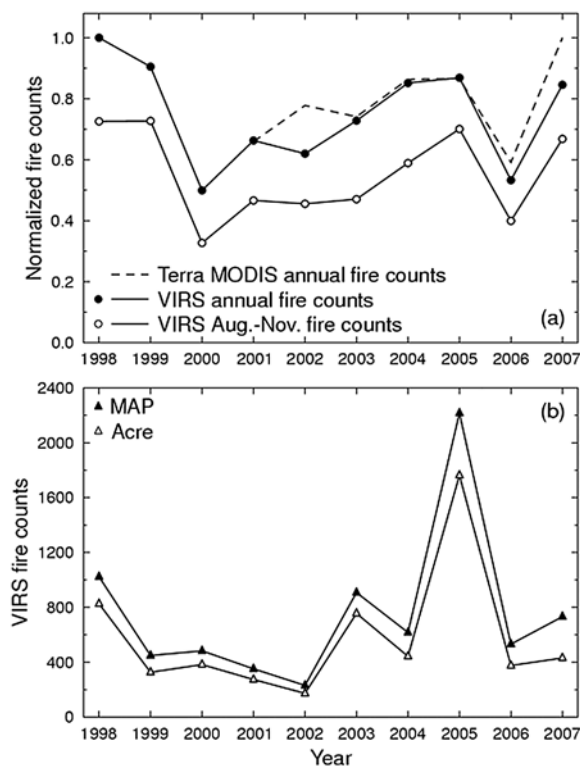 Normalized fire counts
1.0
0.8
0.6
0.4
0.2
0.0
Terra MODIS annual fire counts
VIRS annual fire counts
VIRS Aug.-Nov. fire counts
(a)
1998 1999 2000 2001 2002 2003 2004 2005 2006 2007
VIRS fire counts
2400
2000
1600
1200
800
400
0
MAP
Acre
(b)
1998 1999 2000 2001 2002 2003 2004 2005 2006 2007
Year